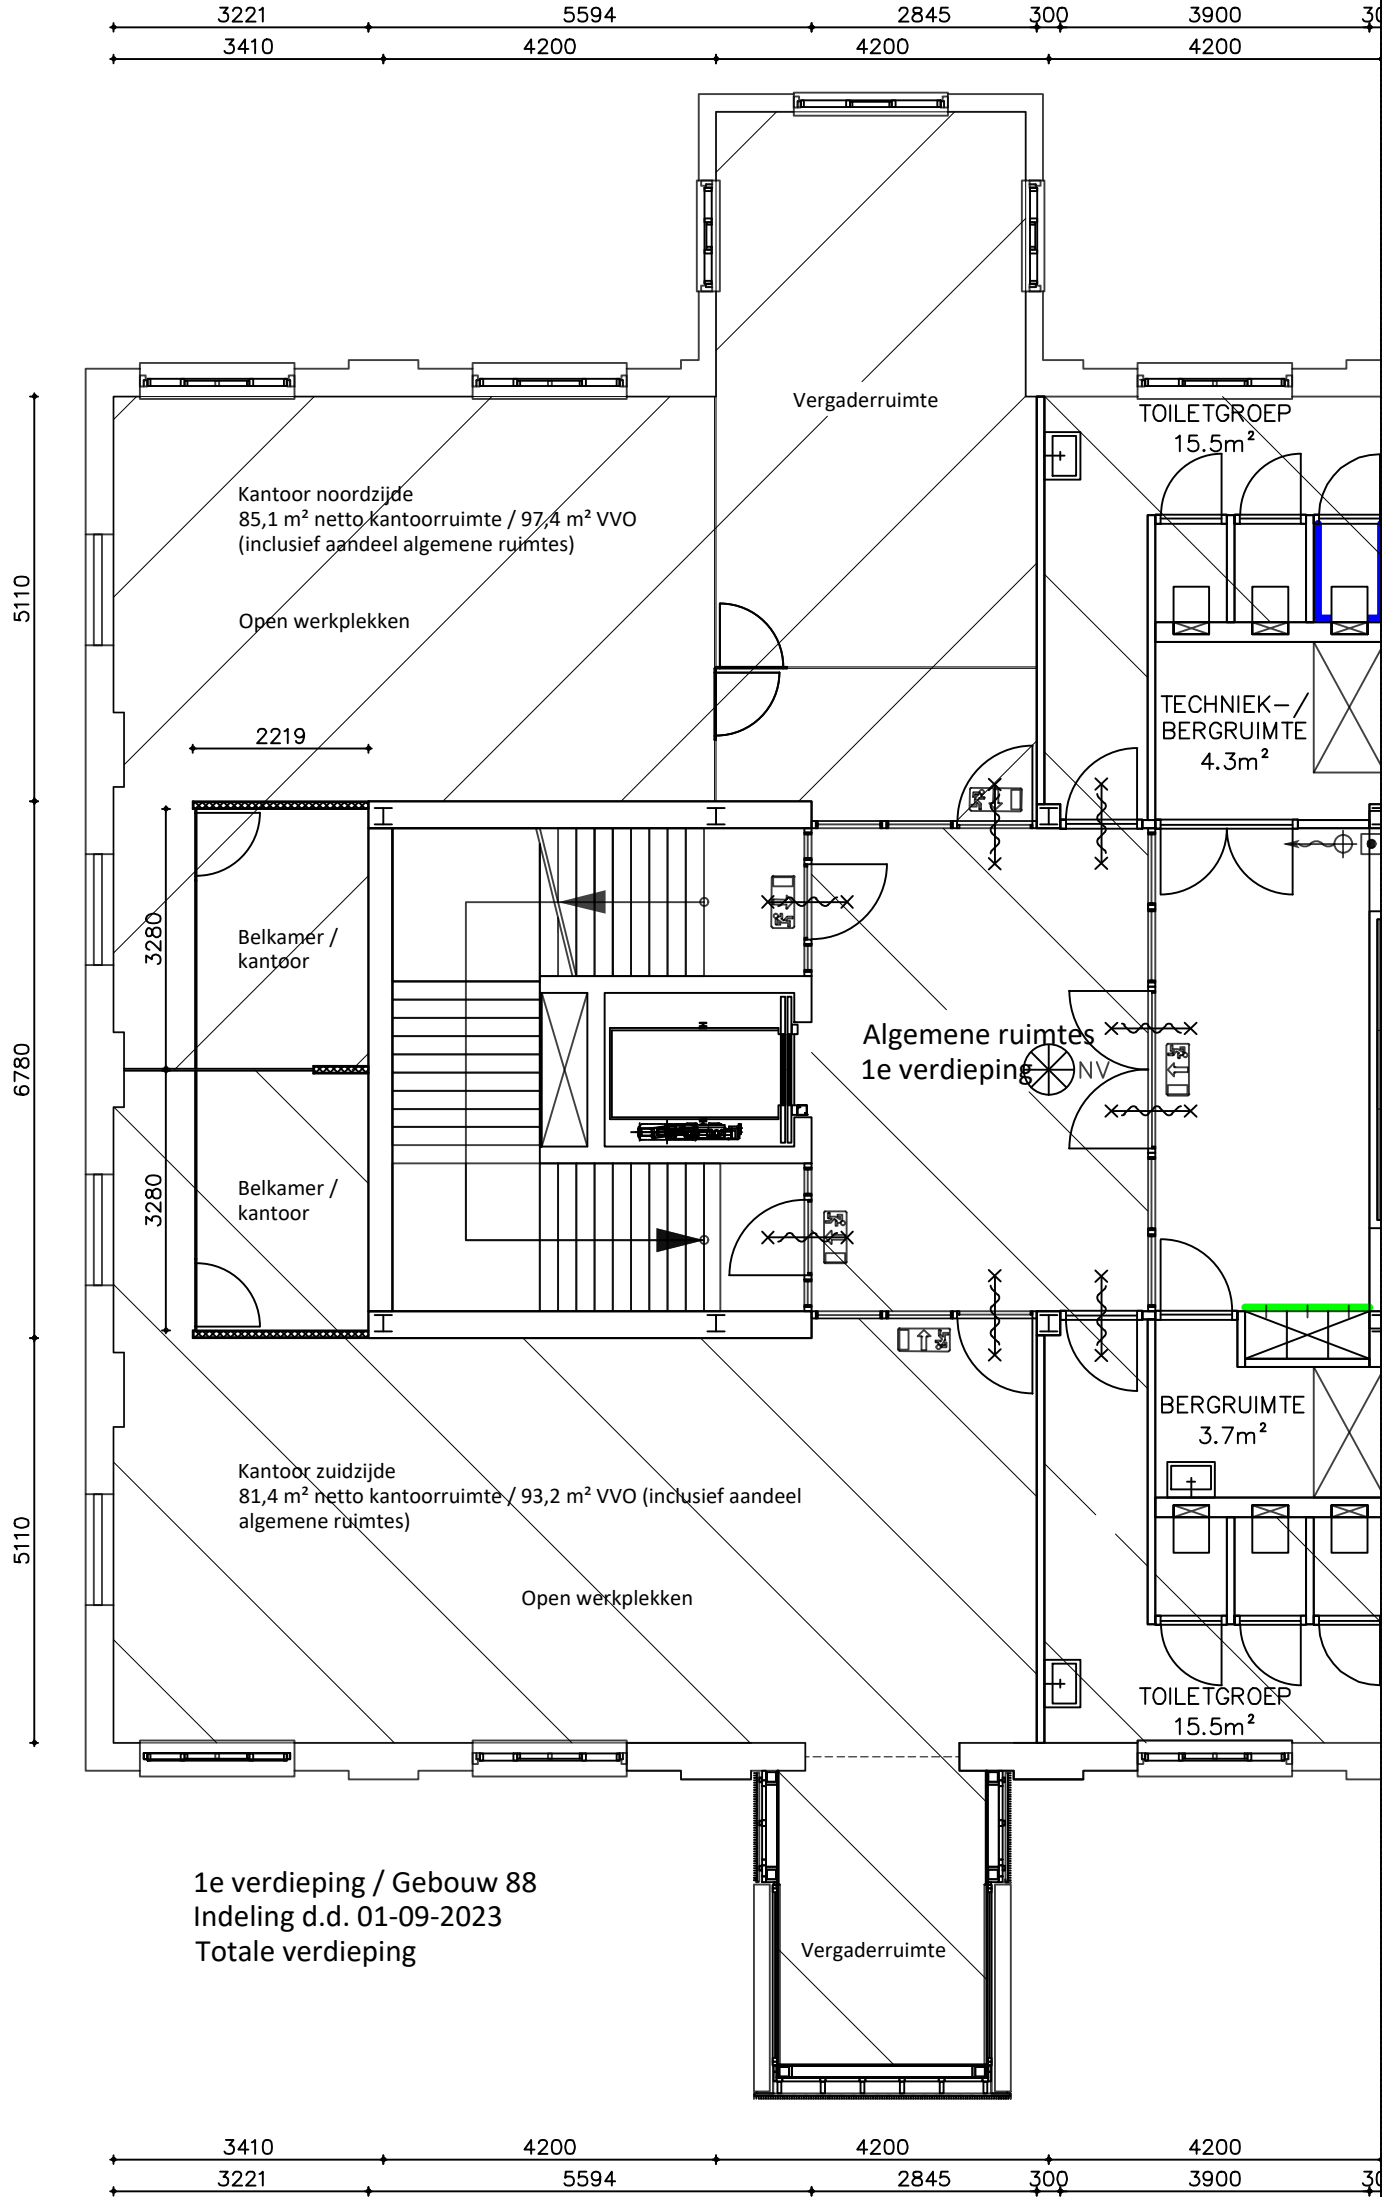 3221 5594 2845 300 3900
3410 4200 4200 4200
Vergaderruimte
TOILETGROEP
15.5m²
Kantoor noordzijde
85,1 m² netto kantoorruimte / 97,4 m² VVO
(inclusief aandeel algemene ruimtes)
5110
Open werkplekken
TECHNIEK-/
BERGRUIMTE
4.3m²
2219
3280
Belkamer /
kantoor
Algemene ruimtes
1e verdieping
NV
6780
3280
Belkamer /
kantoor
BERGRUIMTE
3.7m²
Kantoor zuidzijde
81,4 m² netto kantoorruimte / 93,2 m² VVO (inclusief aandeel
algemene ruimtes)
5110
Open werkplekken
TOILETGROEP
15.5m²
1e verdieping / Gebouw 88
Indeling d.d. 01-09-2023
Totale verdieping
Vergaderruimte
3410 4200 4200 4200
3221 5594 2845 300 3900